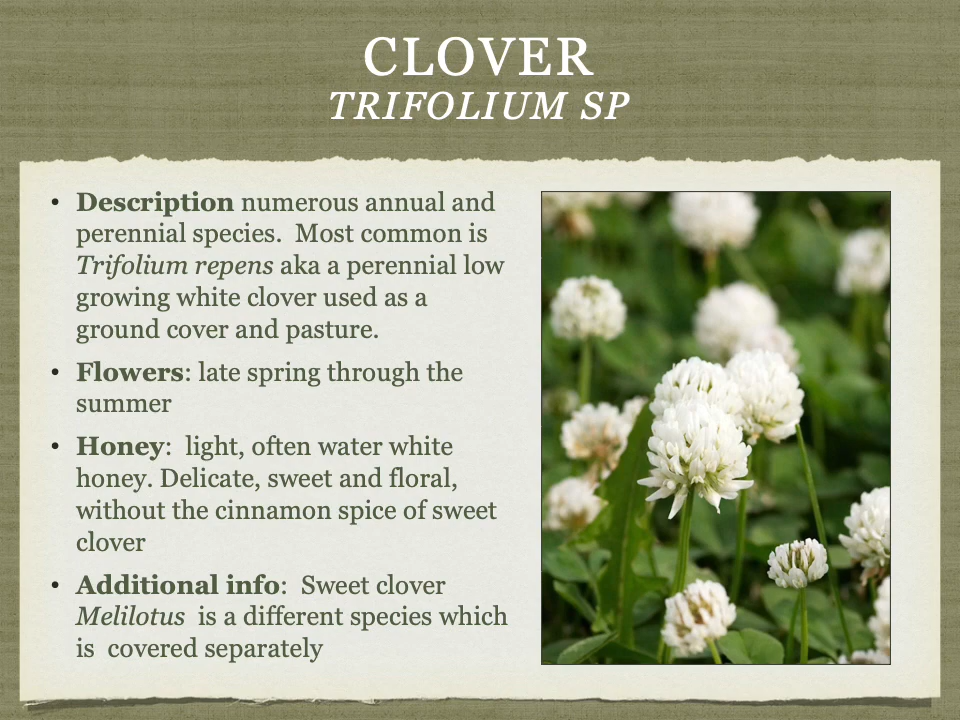 CLOVER
TRIFOLIUM SP
• Description numerous annual and
perennial species.  Most common is
Trifolium repens aka a perennial low
growing white clover used as a
ground cover and pasture.
• Flowers: late spring through the
summer
• Honey:  light, often water white
honey. Delicate, sweet and floral,
without the cinnamon spice of sweet
clover
• Additional info:  Sweet clover
Melilotus  is a different species which
is  covered separately